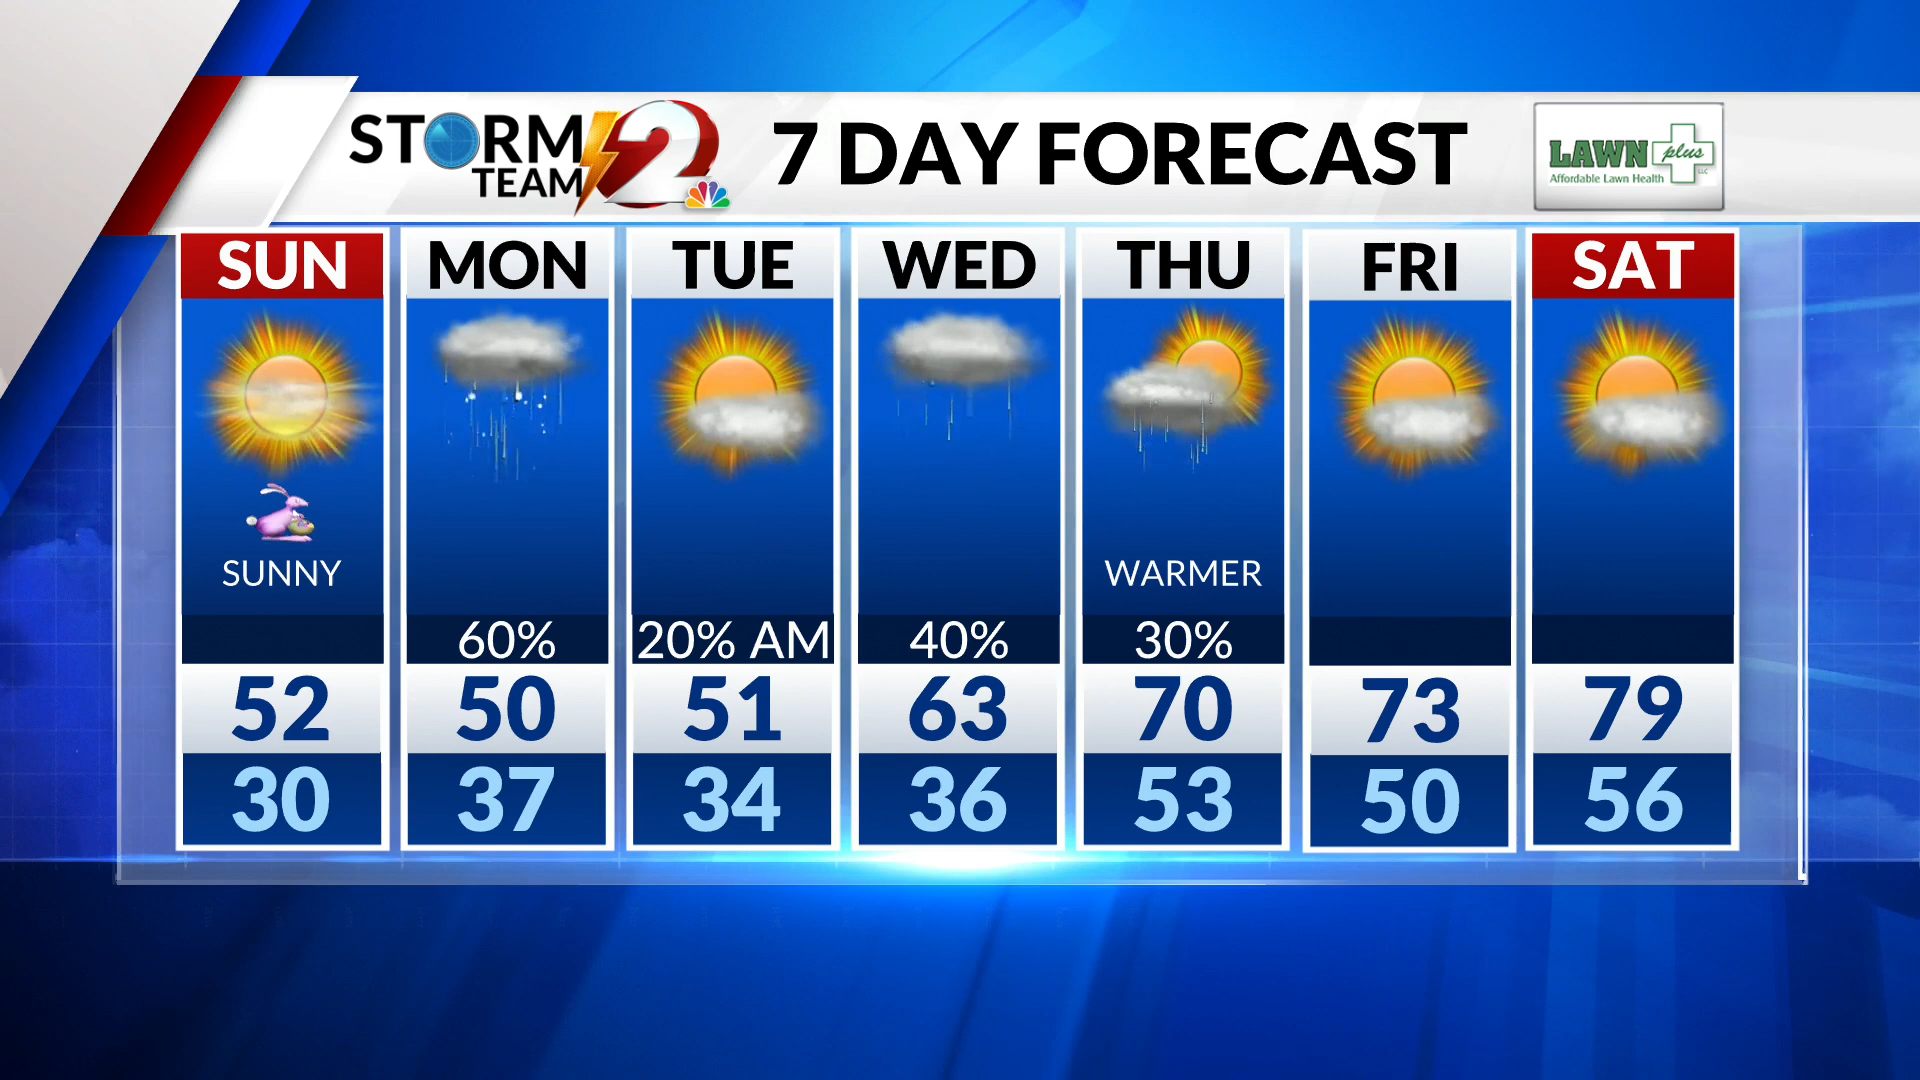 STORM
TEAM
2
7 DAY FORECAST
LAWN plus
LLC
Affordable Lawn Health
SUN MON TUE WED THU FRI SAT
SUNNY WARMER
60% 20% AM 40% 30%
52 50 51 63 70 73 79
30 37 34 36 53 50 56